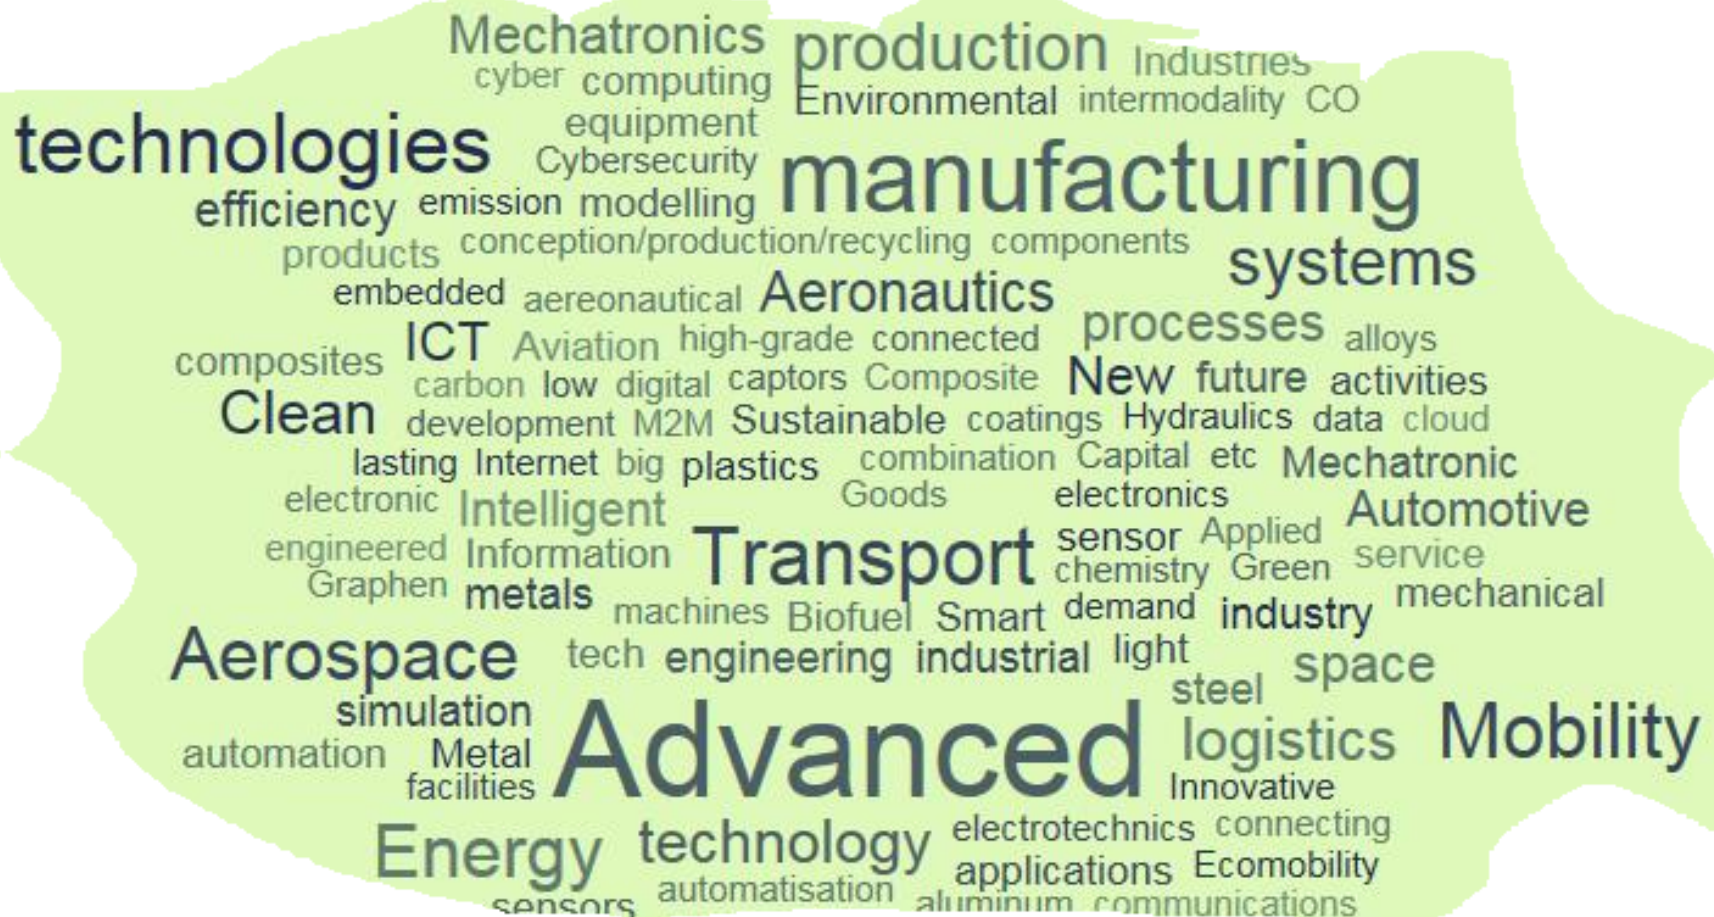 Mechatronics production Industries
cyber computing Environmental intermodality CO
technologies equipment
Cybersecurity manufacturing
efficiency emission modelling
products conception/production/recycling components systems
embedded aereonautical Aeronautics
composites ICT Aviation high-grade connected processes alloys
carbon low digital captors Composite New future activities
Clean development M2M Sustainable coatings Hydraulics data cloud
lasting Internet big plastics combination Capital etc Mechatronic
electronic Intelligent Goods electronics Automotive
engineered Information Transport sensor Applied service
Graphen metals chemistry Green mechanical
machines Biofuel Smart demand industry
Aerospace tech engineering industrial light space
simulation steel
automation Metal Advanced logistics Mobility
facilities Innovative
Energy technology electrotechnics connecting
applications Ecomobility
sensors automatisation aluminum communications